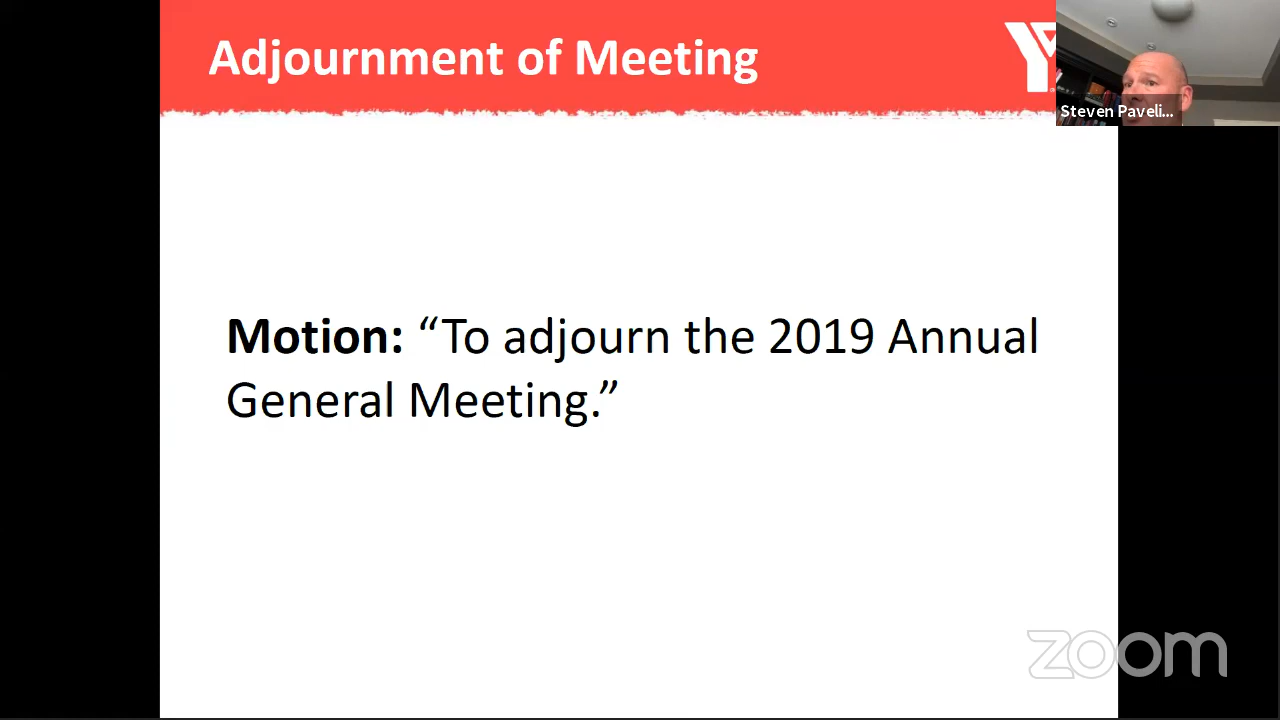 Adjournment of Meeting
Steven Paveli...
Motion: “To adjourn the 2019 Annual
General Meeting.”
zoom